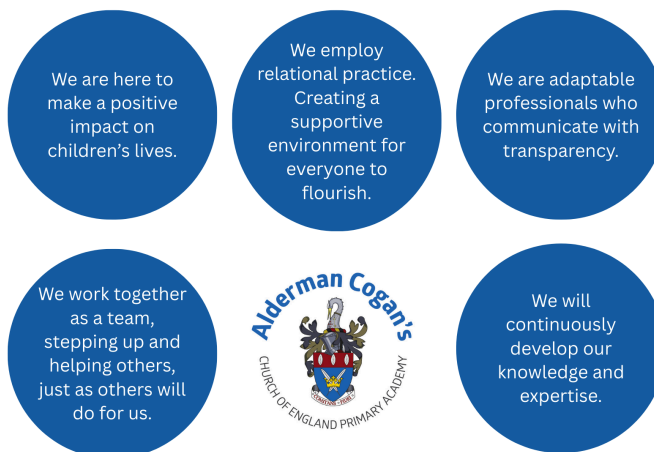 We are here to
make a positive
impact on
children's lives.
We employ
relational practice.
Creating a
supportive
environment for
everyone to
flourish.
We are adaptable
professionals who
communicate with
transparency.
We work together
as a team,
stepping up and
helping others,
just as others will
do for us.
Alderman Cogan's
CHURCH OF ENGLAND PRIMARY ACADEMY
We will
continuously
develop our
knowledge and
expertise.